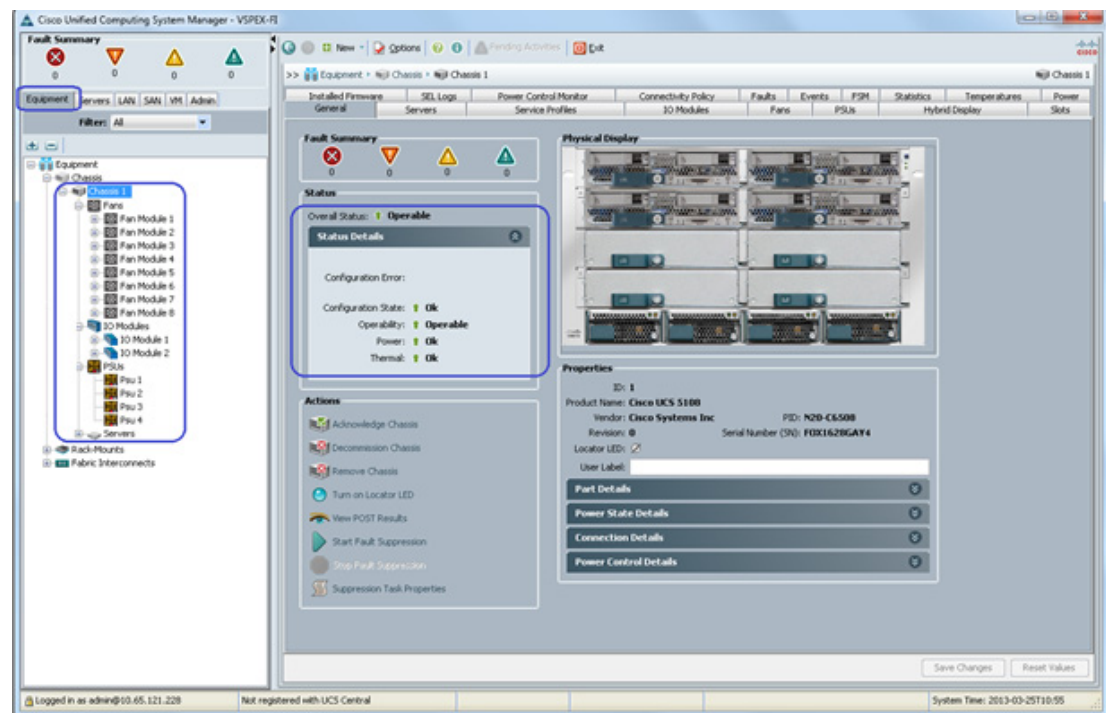 Cisco Unified Computing System Manager - VSPEX-FI
Fault Summary
0 0 0 0
Equipment Servers LAN SAN VM Admin
Filter: All
Equipment
Chassis
Chassis 1
Fans
Fan Module 1
Fan Module 2
Fan Module 3
Fan Module 4
Fan Module 5
Fan Module 6
Fan Module 7
Fan Module 8
IO Modules
IO Module 1
IO Module 2
PSUs
Psu 1
Psu 2
Psu 3
Psu 4
Servers
Rack-Mounts
Fabric Interconnects
New Options Pending Activities Exit
CISCO
>> Equipment Chassis Chassis 1
Chassis 1
Installed Firmware SEL Logs Power Control Monitor Connectivity Policy Faults Events FSM Statistics Temperatures Power
General Servers Service Profiles IO Modules Fans PSUs Hybrid Display Slots
Fault Summary
0 0 0 0
Status
Overall Status: Operable
Status Details
Configuration Error:
Configuration State: Ok
Operability: Operable
Power: Ok
Thermal: Ok
Actions
Acknowledge Chassis
Decommission Chassis
Remove Chassis
Turn on Locator LED
View POST Results
Start Fault Suppression
Stop Fault Suppression
Suppression Task Properties
Physical Display
Properties
ID: 1
Product Name: Cisco UCS 5108
Vendor: Cisco Systems Inc PID: N20-C6508
Revision: 0 Serial Number (SN): FOX1628GAY4
Locator LED:
User Label:
Part Details
Power State Details
Connection Details
Power Control Details
Save Changes Reset Values
Logged in as admin@10.65.121.228 Not registered with UCS Central System Time: 2013-03-25T10:55